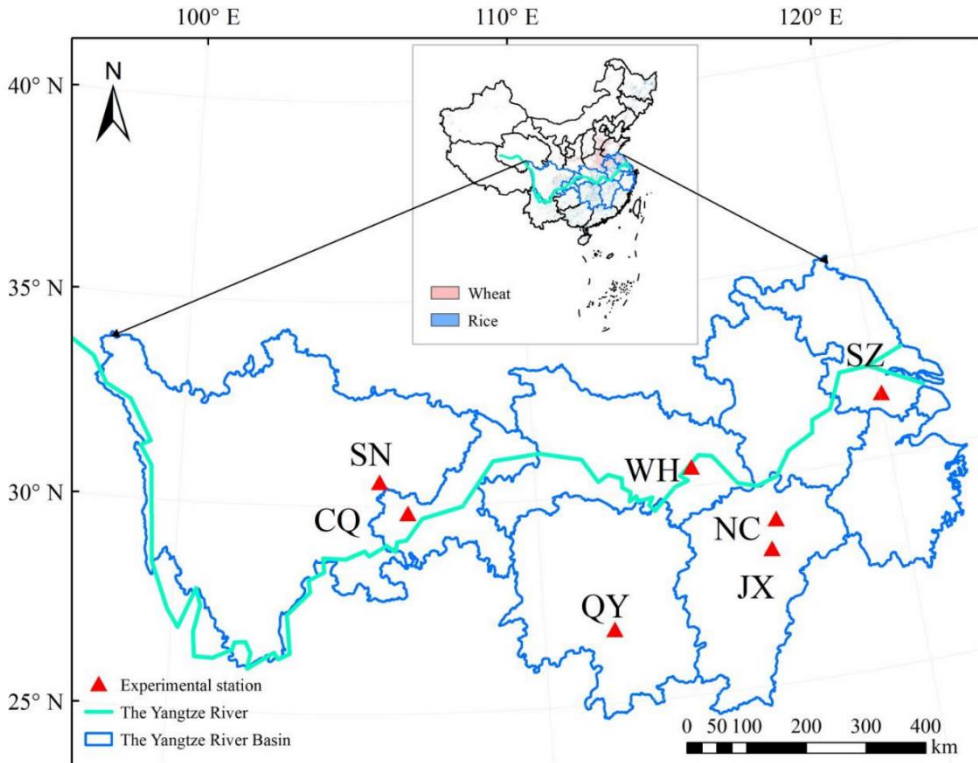 100° E
110° E
120° E
40° N
N
35° N
Wheat
Rice
SZ
SN
WH
30° N
CQ
NC
JX
QY
Experimental station
The Yangtze River
25° N
The Yangtze River Basin
0 50 100 200 300 400
km